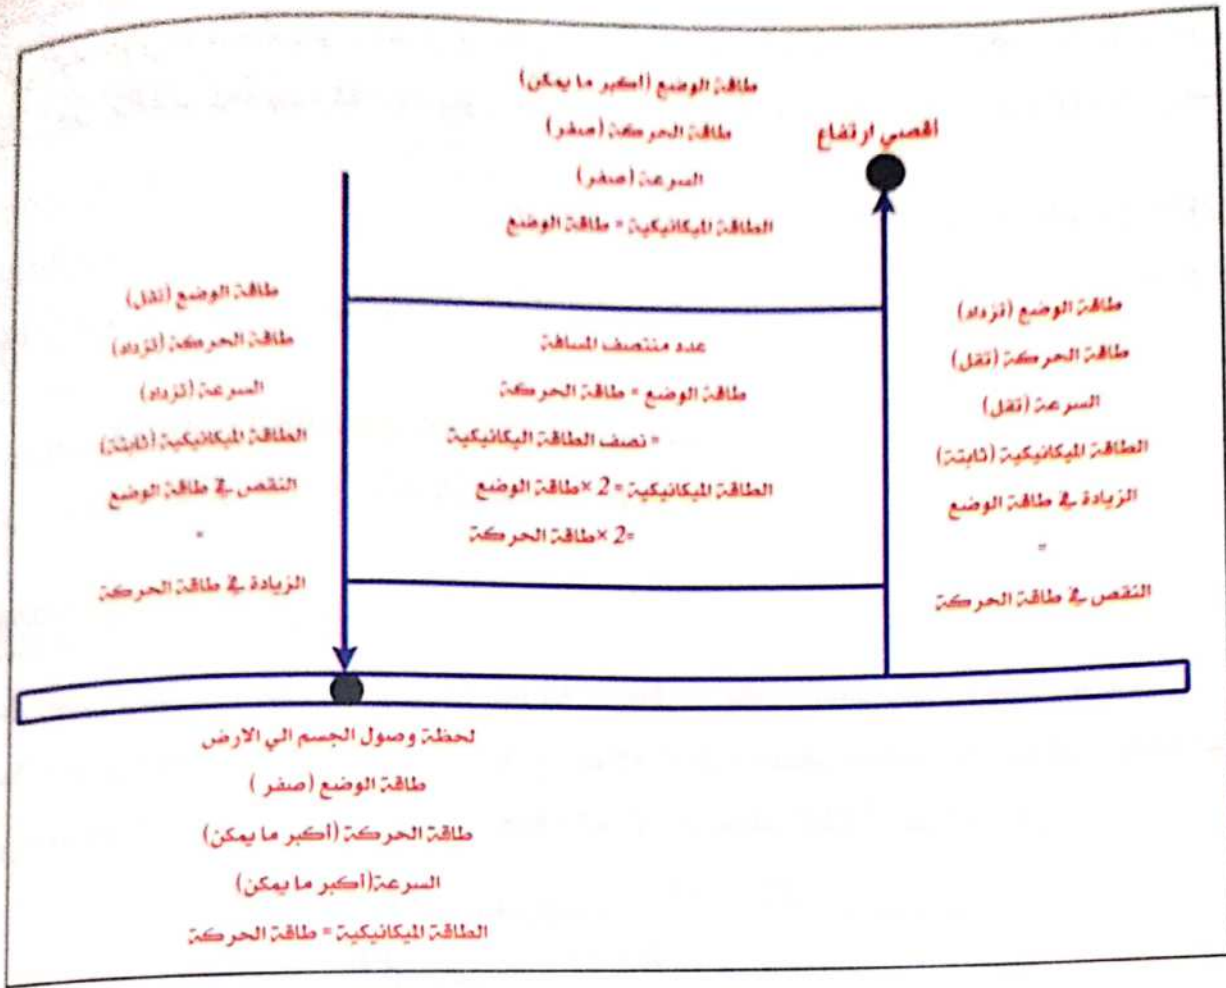 طاقة الوضع (أكبر ما يمكن)
طاقة الحركة (صفر)
السرعة (صفر)
الطاقة الميكانيكية = طاقة الوضع
أقصي ارتفاع
طاقة الوضع (تزداد)
طاقة الحركة (تقل)
السرعة (تقل)
الطاقة الميكانيكية (ثابتة)
الزيادة في طاقة الوضع
=
النقص في طاقة الحركة
عدد منتصف المسافة
طاقة الوضع = طاقة الحركة
= نصف الطاقة اليكانيكية
الطاقة الميكانيكية = 2 × طاقة الوضع
=2 × طاقة الحركة
طاقة الوضع (تقل)
طاقة الحركة (تزداد)
السرعة (تزداد)
الطاقة الميكانيكية (ثابتة)
النقص في طاقة الوضع
=
الزيادة في طاقة الحركة
لحظة وصول الجسم الي الارض
طاقة الوضع (صفر )
طاقة الحركة (أكبر ما يمكن)
السرعة (أكبر ما يمكن)
الطاقة الميكانيكية = طاقة الحركة